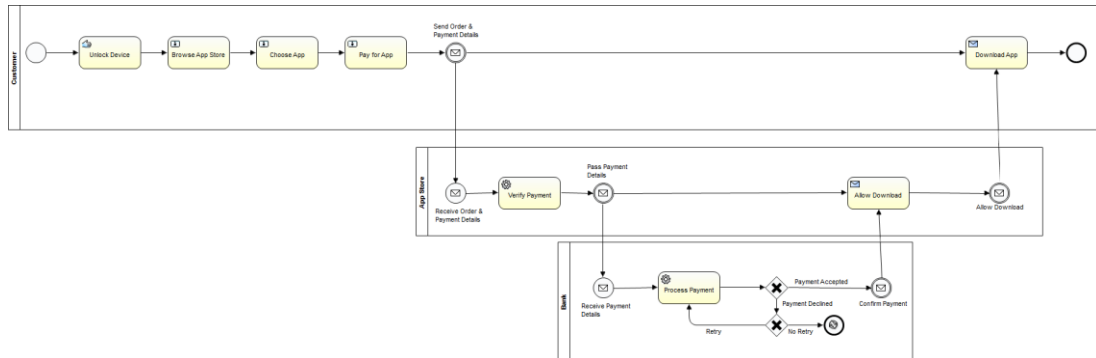 Customer
Unlock Device
Browse App Store
Choose App
Pay for App
Send Order &
Payment Details
Download App
App Store
Receive Order &
Payment Details
Verify Payment
Pass Payment
Details
Allow Download
Allow Download
Bank
Receive Payment
Details
Process Payment
Payment Accepted
Payment Declined
Confirm Payment
Retry
No Retry